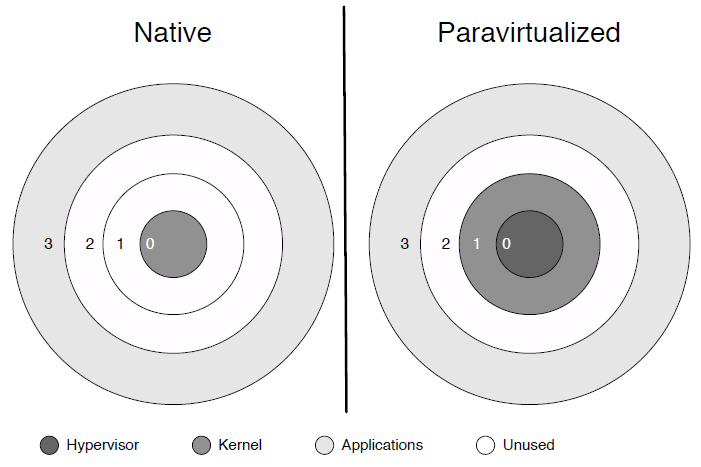 Native
Paravirtualized
3 2 1 0
3 2 1 0
Hypervisor
Kernel
Applications
Unused